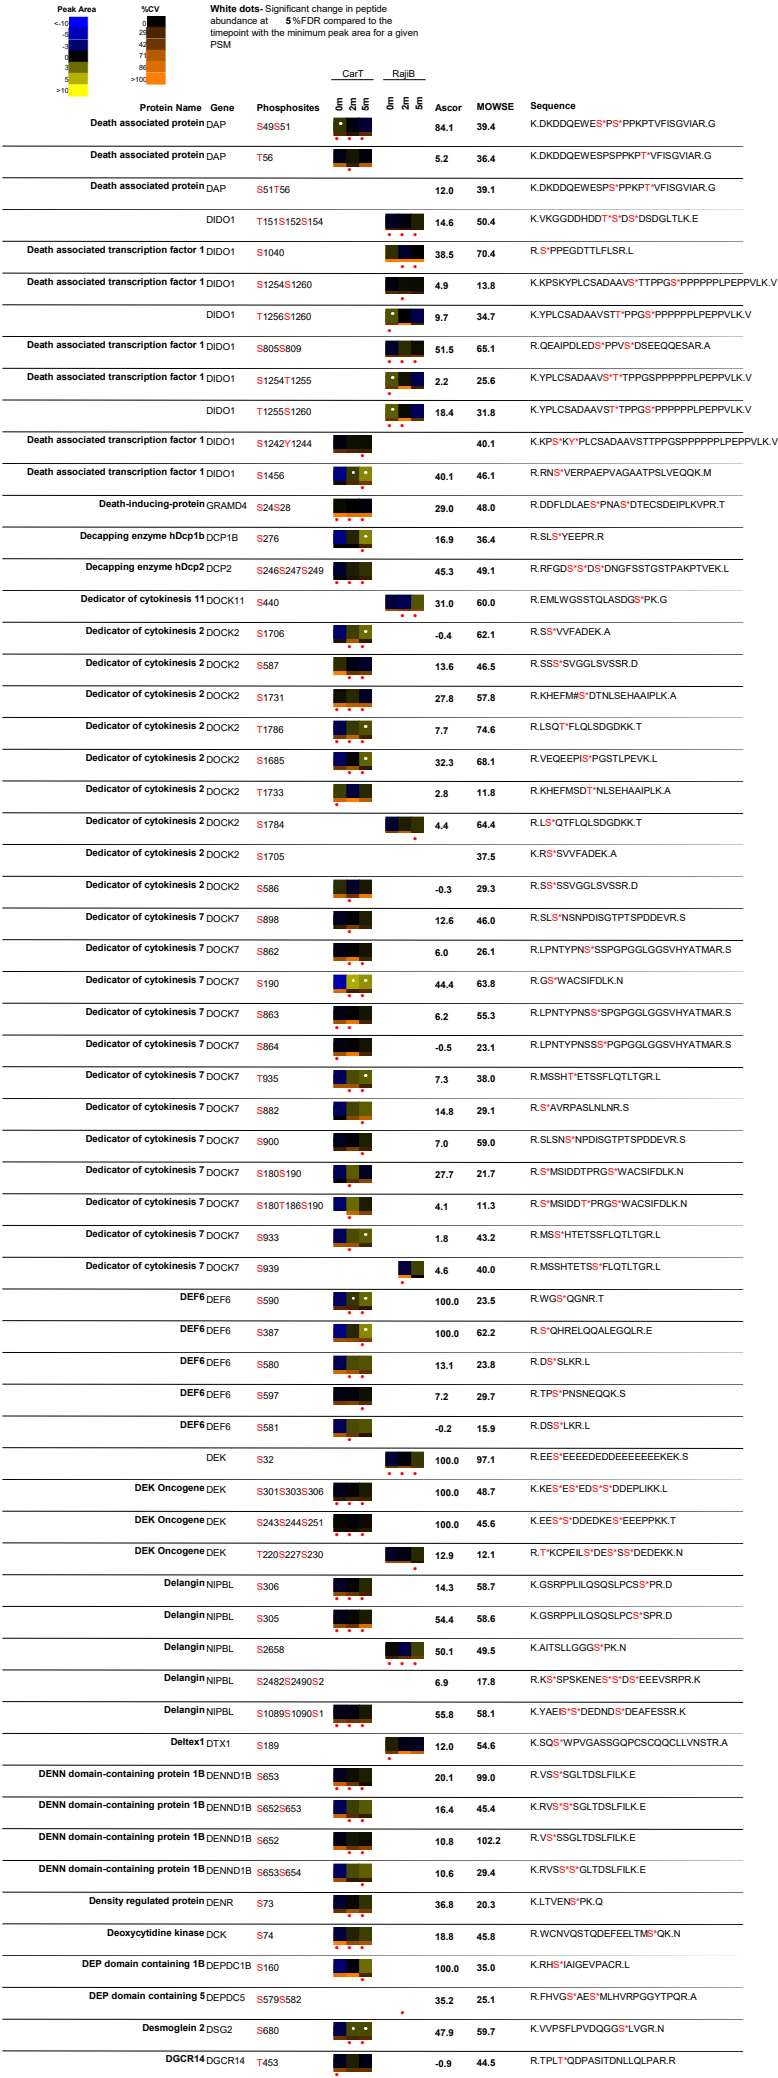 Peak Area %CV White dots- Significant change in peptide
abundance at 5 %FDR compared to the
timepoint with the minimum peak area for a given
PSM
<-10 0
-5 29
-3 42
0 71
3 86
5 >100
>10
CarT RajiB
Protein Name Gene Phosphosites 0m 2m 5m 0m 2m 5m Ascor MOWSE Sequence
Death associated protein DAP S49S51 84.1 39.4 K.DKDDQEWES*PS*PPKPTVFISGVIAR.G
Death associated protein DAP T56 5.2 36.4 K.DKDDQEWESPSPPKPT*VFISGVIAR.G
Death associated protein DAP S51T56 12.0 39.1 K.DKDDQEWESPS*PPKPT*VFISGVIAR.G
DIDO1 T151S152S154 14.6 50.4 K.VKGGDDHDDT*S*DS*DSDGLTLK.E
Death associated transcription factor 1 DIDO1 S1040 38.5 70.4 R.S*PPEGDTTLFLSR.L
Death associated transcription factor 1 DIDO1 S1254S1260 4.9 13.8 K.KPSKYPLCSADAAVS*TTPPGS*PPPPPPLPEPPVLK.V
DIDO1 T1256S1260 9.7 34.7 K.YPLCSADAAVSTT*PPGS*PPPPPPLPEPPVLK.V
Death associated transcription factor 1 DIDO1 S805S809 51.5 65.1 R.QEAIPDLEDS*PPVS*DSEEQQESAR.A
Death associated transcription factor 1 DIDO1 S1254T1255 2.2 25.6 K.YPLCSADAAVS*T*TPPGSPPPPPPLPEPPVLK.V
DIDO1 T1255S1260 18.4 31.8 K.YPLCSADAAVST*TPPGS*PPPPPPLPEPPVLK.V
Death associated transcription factor 1 DIDO1 S1242Y1244 40.1 K.KPS*KY*PLCSADAAVSTTPPGSPPPPPPLPEPPVLK.V
Death associated transcription factor 1 DIDO1 S1456 40.1 46.1 R.RNS*VERPAEPVAGAATPSLVEQQK.M
Death-inducing-protein GRAMD4 S24S28 29.0 48.0 R.DDFLDLAES*PNAS*DTECSDEIPLKVPR.T
Decapping enzyme hDcp1b DCP1B S276 16.9 36.4 R.SLS*YEEPR.R
Decapping enzyme hDcp2 DCP2 S246S247S249 45.3 49.1 R.RFGDS*S*DS*DNGFSSTGSTPAKPTVEK.L
Dedicator of cytokinesis 11 DOCK11 S440 31.0 60.0 R.EMLWGSSTQLASDGS*PK.G
Dedicator of cytokinesis 2 DOCK2 S1706 -0.4 62.1 R.SS*VVFADEK.A
Dedicator of cytokinesis 2 DOCK2 S587 13.6 46.5 R.SSS*SVGGLSVSSR.D
Dedicator of cytokinesis 2 DOCK2 S1731 27.8 57.8 R.KHEFM#S*DTNLSEHAAIPLK.A
Dedicator of cytokinesis 2 DOCK2 T1786 7.7 74.6 R.LSQT*FLQLSDGDKK.T
Dedicator of cytokinesis 2 DOCK2 S1685 32.3 68.1 R.VEQEEPIS*PGSTLPEVK.L
Dedicator of cytokinesis 2 DOCK2 T1733 2.8 11.8 R.KHEFMSDT*NLSEHAAIPLK.A
Dedicator of cytokinesis 2 DOCK2 S1784 4.4 64.4 R.LS*QTFLQLSDGDKK.T
Dedicator of cytokinesis 2 DOCK2 S1705 37.5 K.RS*SVVFADEK.A
Dedicator of cytokinesis 2 DOCK2 S586 -0.3 29.3 R.SS*SSVGGLSVSSR.D
Dedicator of cytokinesis 7 DOCK7 S898 12.6 46.0 R.SLS*NSNPDISGTPTSPDDEVR.S
Dedicator of cytokinesis 7 DOCK7 S862 6.0 26.1 R.LPNTYPNS*SSPGPGGLGGSVHYATMAR.S
Dedicator of cytokinesis 7 DOCK7 S190 44.4 63.8 R.GS*WACSIFDLK.N
Dedicator of cytokinesis 7 DOCK7 S863 6.2 55.3 R.LPNTYPNSS*SPGPGGLGGSVHYATMAR.S
Dedicator of cytokinesis 7 DOCK7 S864 -0.5 23.1 R.LPNTYPNSSS*PGPGGLGGSVHYATMAR.S
Dedicator of cytokinesis 7 DOCK7 T935 7.3 38.0 R.MSSHT*ETSSFLQTLTGR.L
Dedicator of cytokinesis 7 DOCK7 S882 14.8 29.1 R.S*AVRPASLNLNR.S
Dedicator of cytokinesis 7 DOCK7 S900 7.0 59.0 R.SLSNS*NPDISGTPTSPDDEVR.S
Dedicator of cytokinesis 7 DOCK7 S180S190 27.7 21.7 R.S*MSIDDTPRGS*WACSIFDLK.N
Dedicator of cytokinesis 7 DOCK7 S180T186S190 4.1 11.3 R.S*MSIDDT*PRGS*WACSIFDLK.N
Dedicator of cytokinesis 7 DOCK7 S933 1.8 43.2 R.MSS*HTETSSFLQTLTGR.L
Dedicator of cytokinesis 7 DOCK7 S939 4.6 40.0 R.MSSHTETSS*FLQTLTGR.L
DEF6 DEF6 S590 100.0 23.5 R.WGS*QGNR.T
DEF6 DEF6 S387 100.0 62.2 R.S*QHRELQQALEGQLR.E
DEF6 DEF6 S580 13.1 23.8 R.DS*SLKR.L
DEF6 DEF6 S597 7.2 29.7 R.TPS*PNSNEQQK.S
DEF6 DEF6 S581 -0.2 15.9 R.DSS*LKR.L
DEK S32 100.0 97.1 R.EES*EEEEDEDDEEEEEEEKEK.S
DEK Oncogene DEK S301S303S306 100.0 48.7 K.KES*ES*EDS*S*DDEPLIKK.L
DEK Oncogene DEK S243S244S251 100.0 45.6 K.EES*S*DDEDKES*EEEPPKK.T
DEK Oncogene DEK T220S227S230 12.9 12.1 R.T*KCPEILS*DES*SS*DEDEKK.N
Delangin NIPBL S306 14.3 58.7 K.GSRPPLILQSQSLPCSS*PR.D
Delangin NIPBL S305 54.4 58.6 K.GSRPPLILQSQSLPCS*SPR.D
Delangin NIPBL S2658 50.1 49.5 K.AITSLLGGGS*PK.N
Delangin NIPBL S2482S2490S2 6.9 17.8 R.KS*SPSKENES*S*DS*EEEVSRPR.K
Delangin NIPBL S1089S1090S1 55.8 58.1 K.YAEIS*S*DEDNDS*DEAFESSR.K
Deltex1 DTX1 S189 12.0 54.6 K.SQS*WPVGASSGQPCSCQQCLLVNSTR.A
DENN domain-containing protein 1B DENND1B S653 20.1 99.0 R.VSS*SGLTDSLFILK.E
DENN domain-containing protein 1B DENND1B S652S653 16.4 45.4 K.RVS*S*SGLTDSLFILK.E
DENN domain-containing protein 1B DENND1B S652 10.8 102.2 R.VS*SSGLTDSLFILK.E
DENN domain-containing protein 1B DENND1B S653S654 10.6 29.4 K.RVSS*S*GLTDSLFILK.E
Density regulated protein DENR S73 36.8 20.3 K.LTVENS*PK.Q
Deoxycytidine kinase DCK S74 18.8 45.8 R.WCNVQSTQDEFEELTMS*QK.N
DEP domain containing 1B DEPDC1B S160 100.0 35.0 K.RHS*IAIGEVPACR.L
DEP domain containing 5 DEPDC5 S579S582 35.2 25.1 R.FHVGS*AES*MLHVRPGGYTPQR.A
Desmoglein 2 DSG2 S680 47.9 59.7 K.VVPSFLPVDQGGS*LVGR.N
DGCR14 DGCR14 T453 -0.9 44.5 R.TPLT*QDPASITDNLLQLPAR.R